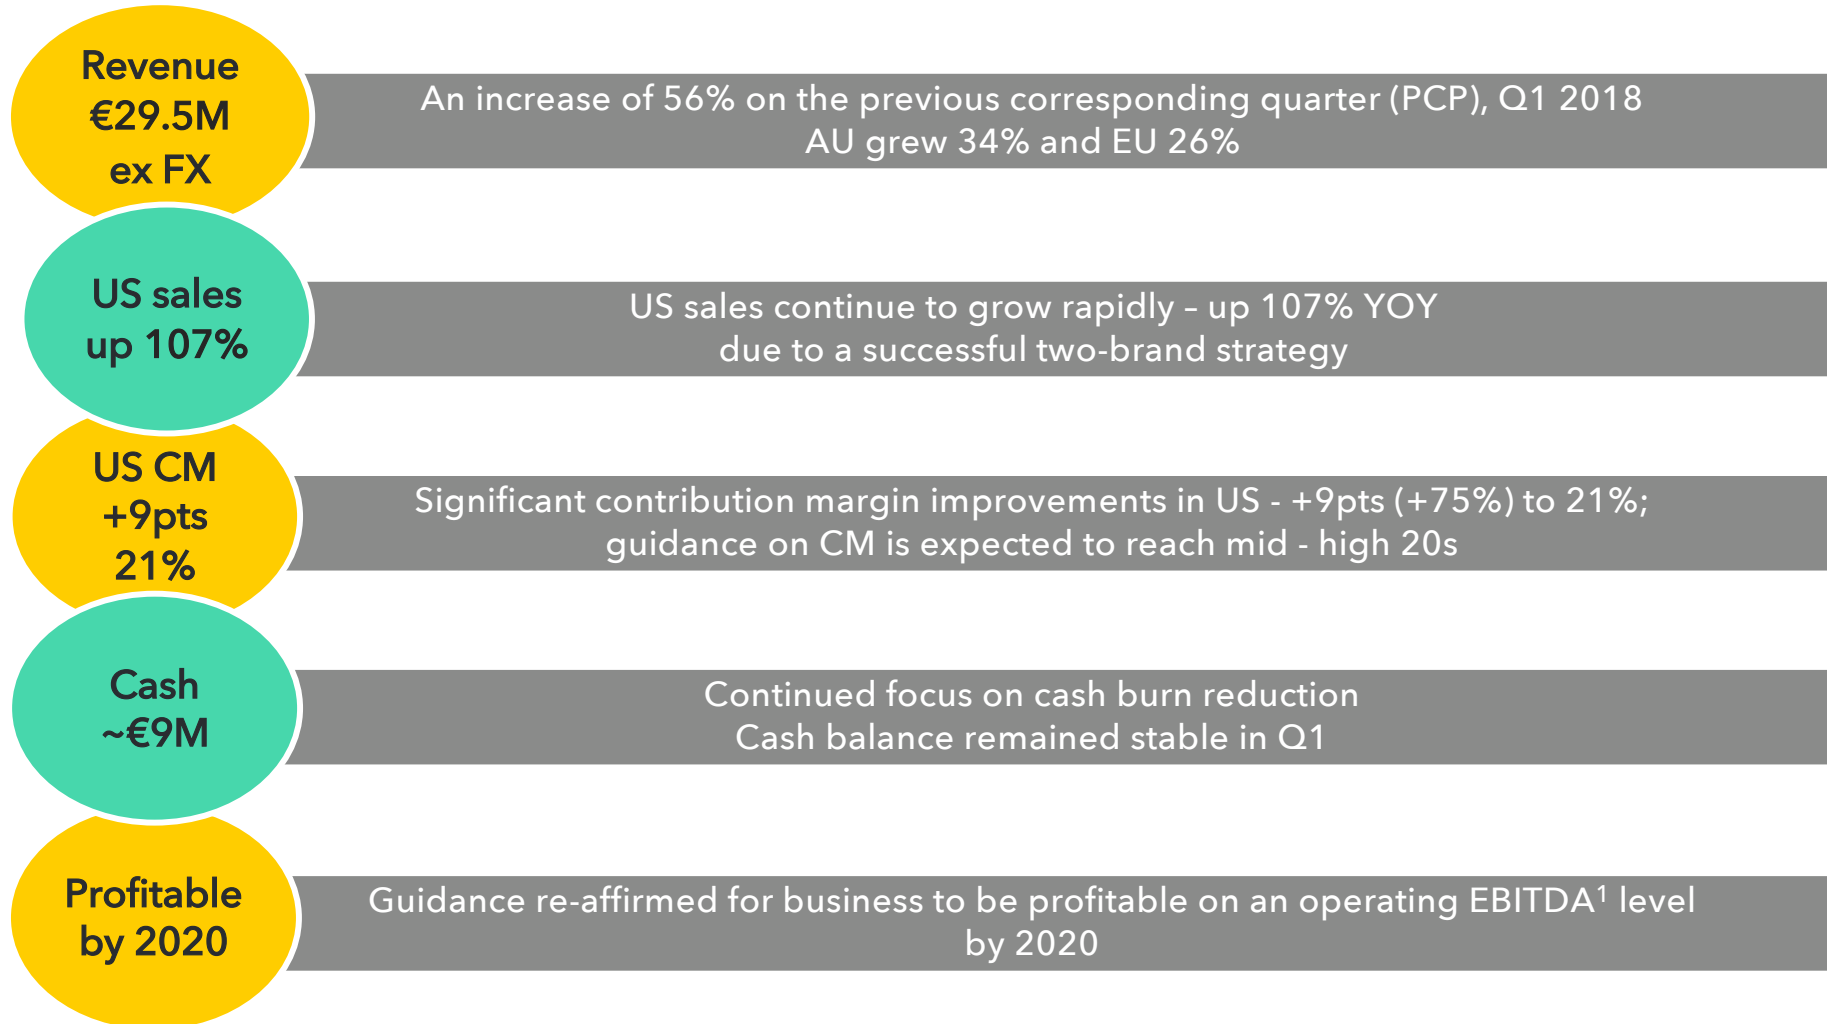 Revenue
€29.5M
ex FX
An increase of 56% on the previous corresponding quarter (PCP), Q1 2018
AU grew 34% and EU 26%
US sales
up 107%
US sales continue to grow rapidly – up 107% YOY
due to a successful two-brand strategy
US CM
+9pts
21%
Significant contribution margin improvements in US - +9pts (+75%) to 21%;
guidance on CM is expected to reach mid - high 20s
Cash
~€9M
Continued focus on cash burn reduction
Cash balance remained stable in Q1
Profitable
by 2020
Guidance re-affirmed for business to be profitable on an operating EBITDA¹ level
by 2020